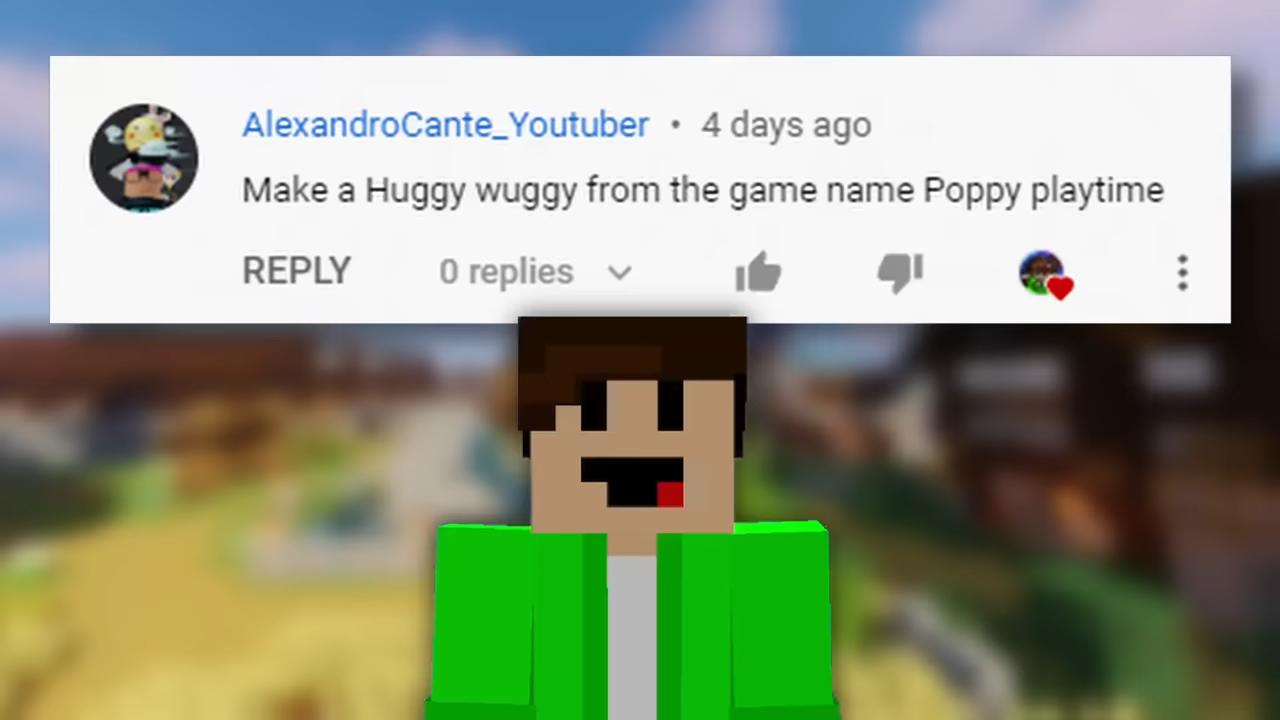 AlexandroCante_Youtuber • 4 days ago
Make a Huggy wuggy from the game name Poppy playtime
REPLY 0 replies